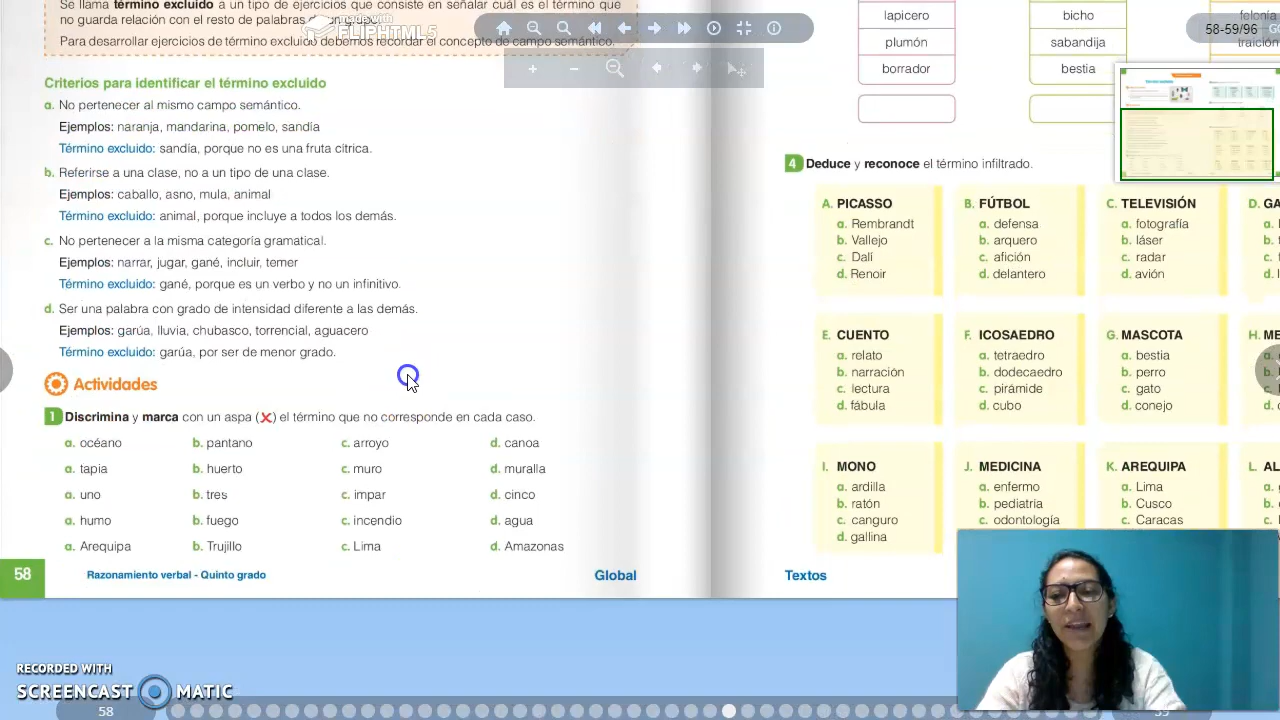 Se llama término excluido a un tipo de ejercicios que consiste en señalar cuál es el término que
no guarda relación con el resto de palabras
made with
FLIPHTML5
Para desarrollar ejercicios de término excluido debemos recordar el concepto de campo semántico.
58-59/96
Criterios para identificar el término excluido
a. No pertenecer al mismo campo semántico.
Ejemplos: naranja, mandarina, pomelo, sandía
Término excluido: sandía, porque no es una fruta cítrica.
b. Referirse a una clase, no a un tipo de una clase.
Ejemplos: caballo, asno, mula, animal
Término excluido: animal, porque incluye a todos los demás.
c. No pertenecer a la misma categoría gramatical.
Ejemplos: narrar, jugar, gané, incluir, temer
Término excluido: gané, porque es un verbo y no un infinitivo.
d. Ser una palabra con grado de intensidad diferente a las demás.
Ejemplos: garúa, lluvia, chubasco, torrencial, aguacero
Término excluido: garúa, por ser de menor grado.
Actividades
1 Discrimina y marca con un aspa (X) el término que no corresponde en cada caso.
a. océano b. pantano c. arroyo d. canoa
a. tapia b. huerto c. muro d. muralla
a. uno b. tres c. impar d. cinco
a. humo b. fuego c. incendio d. agua
a. Arequipa b. Trujillo c. Lima d. Amazonas
58 Razonamiento verbal - Quinto grado Global
lapicero bicho felonía
plumón sabandija traición
borrador bestia
4 Deduce y reconoce el término infiltrado.
A. PICASSO
a. Rembrandt
b. Vallejo
c. Dalí
d. Renoir
B. FÚTBOL
a. defensa
b. arquero
c. afición
d. delantero
C. TELEVISIÓN
a. fotografía
b. láser
c. radar
d. avión
D. GA
E. CUENTO
a. relato
b. narración
c. lectura
d. fábula
F. ICOSAEDRO
a. tetraedro
b. dodecaedro
c. pirámide
d. cubo
G. MASCOTA
a. bestia
b. perro
c. gato
d. conejo
H. ME
I. MONO
a. ardilla
b. ratón
c. canguro
d. gallina
J. MEDICINA
a. enfermo
b. pediatría
c. odontología
K. AREQUIPA
a. Lima
b. Cusco
c. Caracas
L. AL
Textos
RECORDED WITH
SCREENCAST MATIC
58